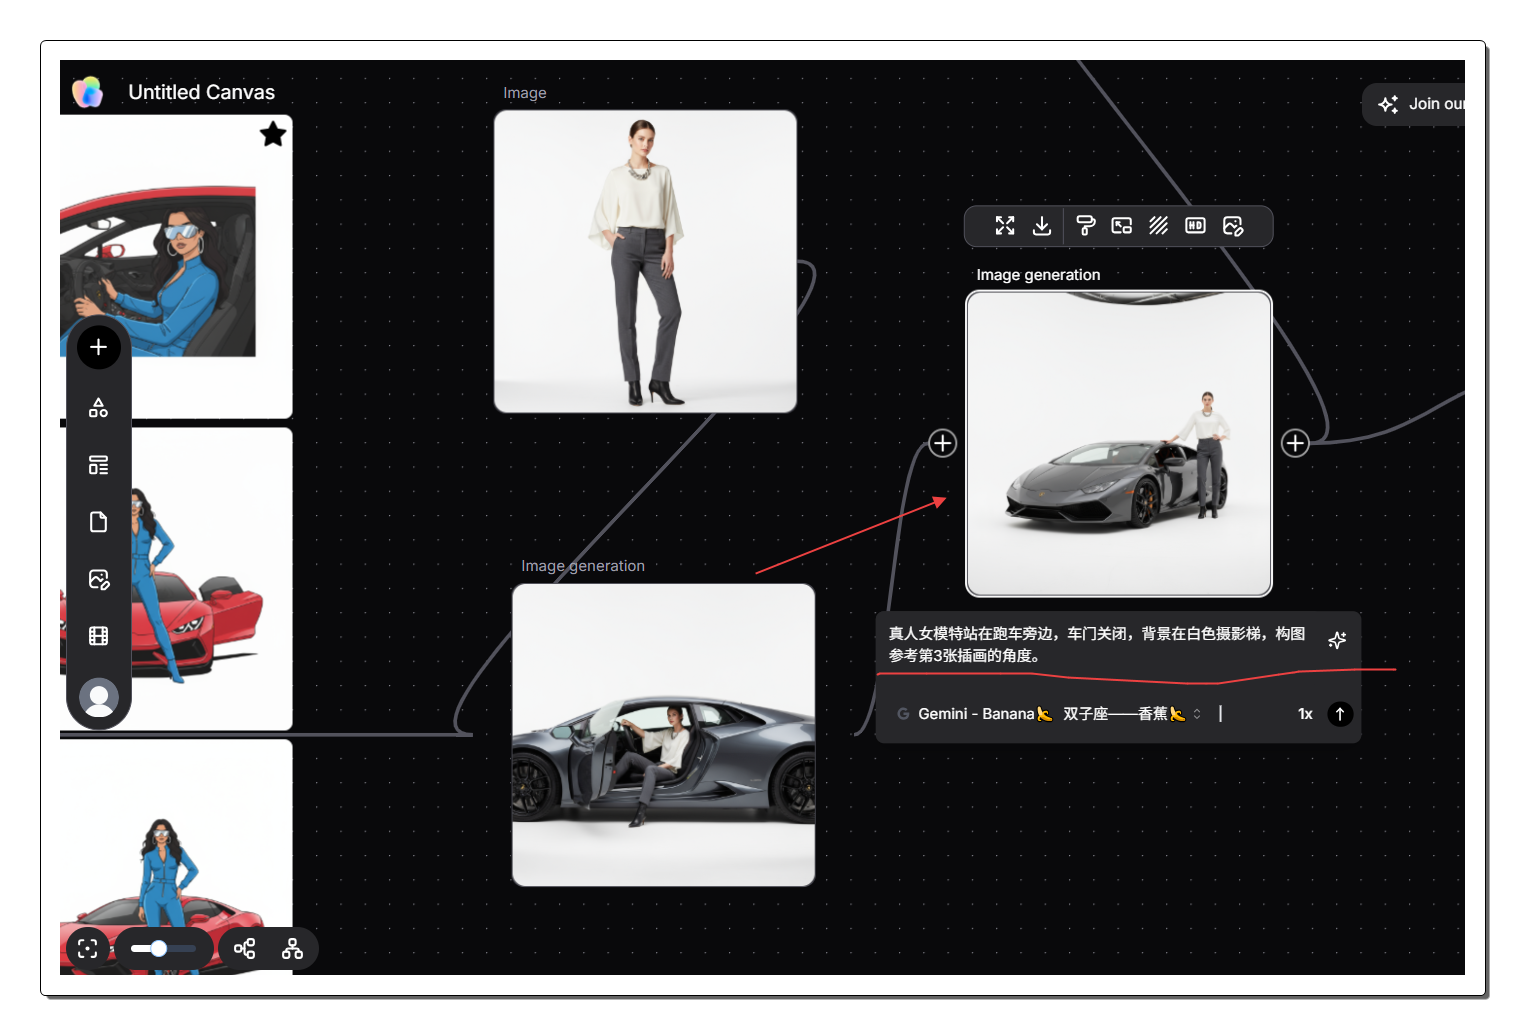 Untitled Canvas
Image
Join our
Image generation
真人女模特站在跑车旁边，车门关闭，背景在白色摄影梯，构图
参考第3张插画的角度。
G Gemini - Banana🍌 双子座——香蕉🍌
1x
Image generation
HD